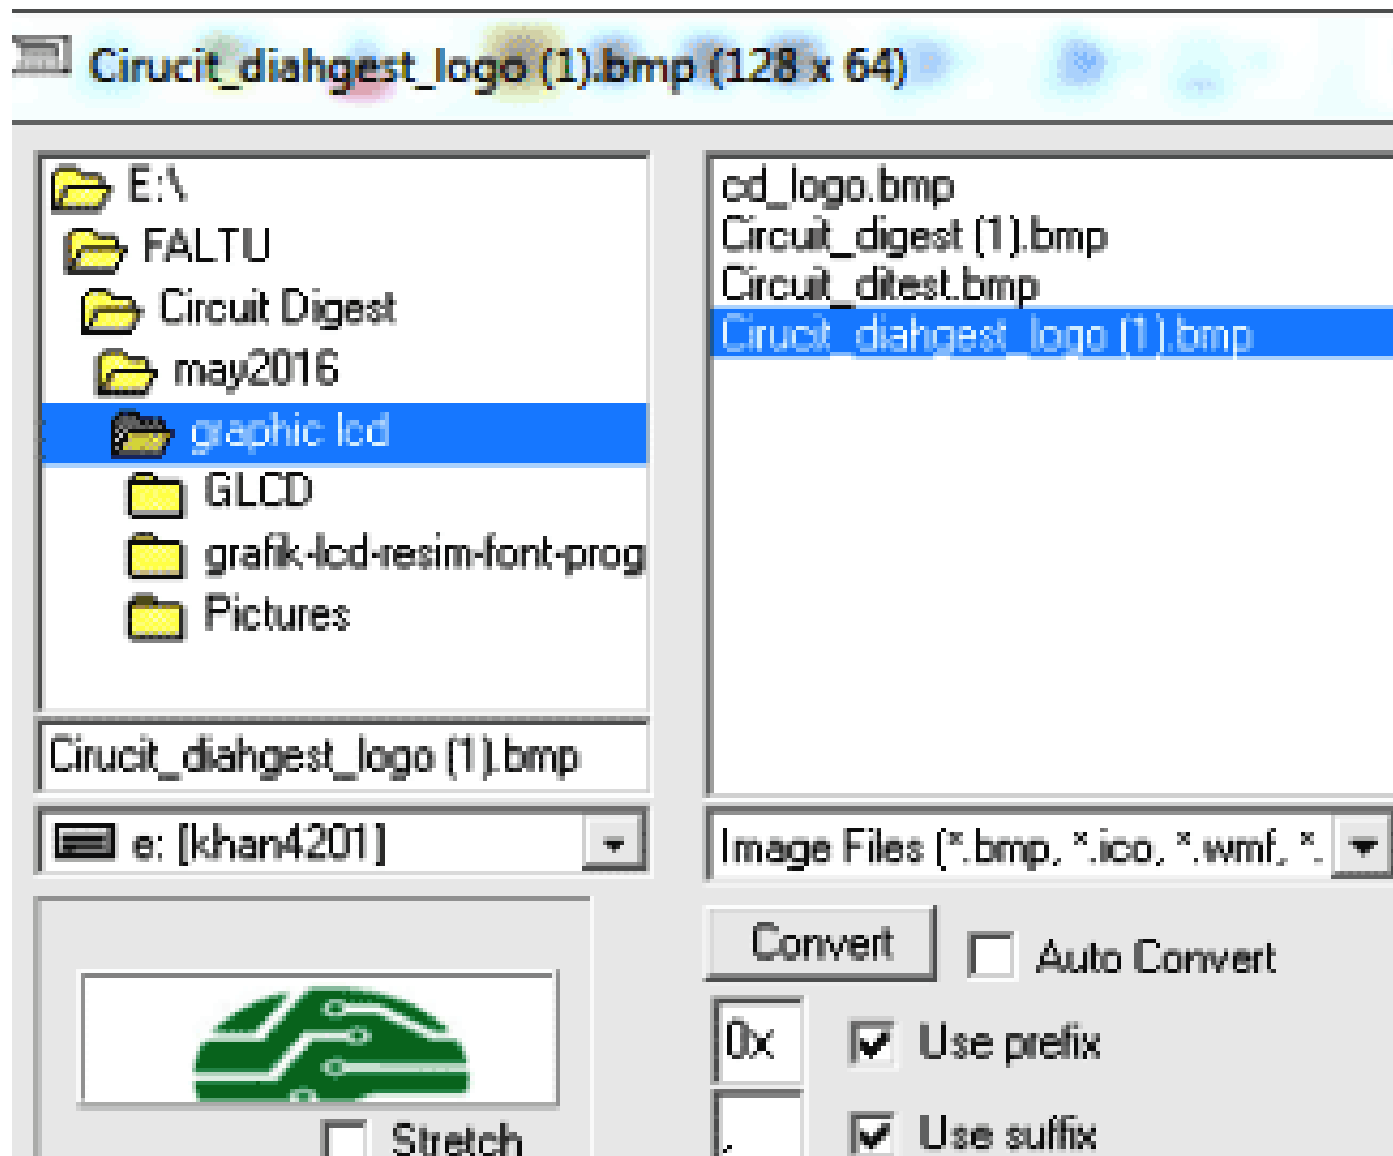 Cirucit_diahgest_logo (1).bmp (128 x 64)
E:\
FALTU
Circuit Digest
may2016
graphic lcd
GLCD
grafik-lcd-resim-font-prog
Pictures
cd_logo.bmp
Circuit_digest (1).bmp
Circuit_ditest.bmp
Cirucit_diahgest_logo (1).bmp
Cirucit_diahgest_logo (1).bmp
e: [khan4201]
Image Files (*.bmp, *.ico, *.wmf, *.
Convert
Auto Convert
0x
Use prefix
Stretch
,
Use suffix